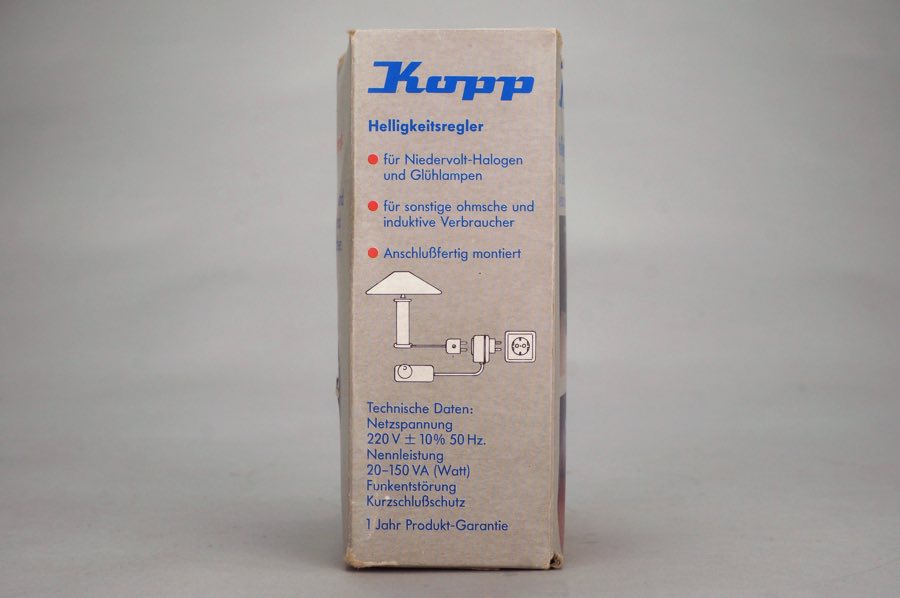 Kopp
Helligkeitsregler
für Niedervolt-Halogen
und Glühlampen
für sonstige ohmsche und
induktive Verbraucher
Anschlußfertig montiert
Technische Daten:
Netzspannung
220 V ± 10% 50 Hz.
Nennleistung
20–150 VA (Watt)
Funkentstörung
Kurzschlußschutz
1 Jahr Produkt-Garantie